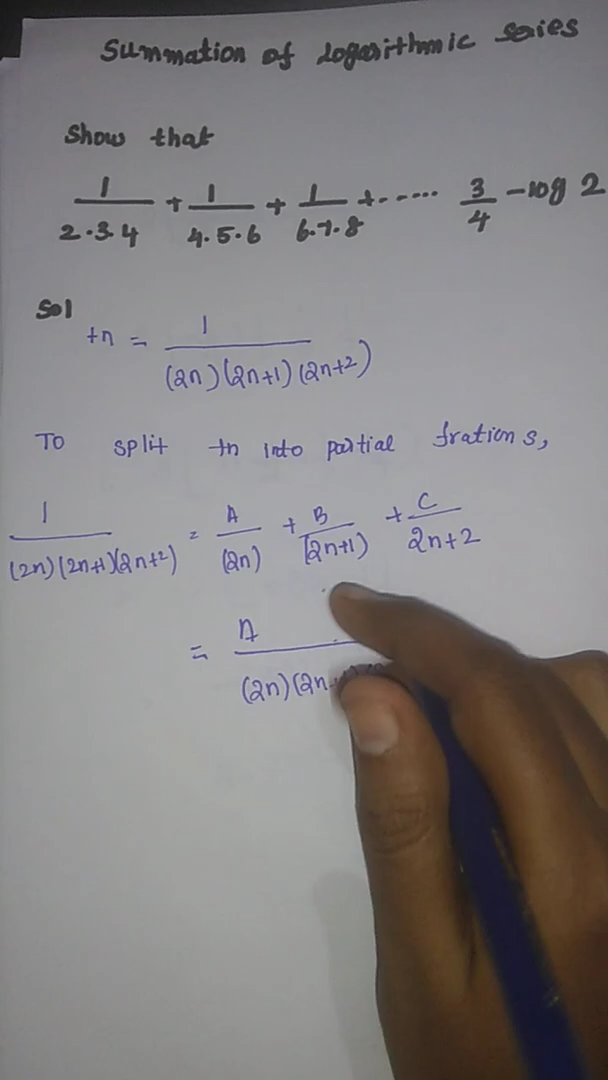 Summation of logarithmic series
Show that
1/2·3·4 + 1/4·5·6 + 1/6·7·8 + ····· 3/4 - log 2
Sol
tn = 1/(2n)(2n+1)(2n+2)
To split tn into partial frations,
1/(2n)(2n+1)(2n+2) = A/(2n) + B/(2n+1) + C/2n+2
= A/(2n)(2n